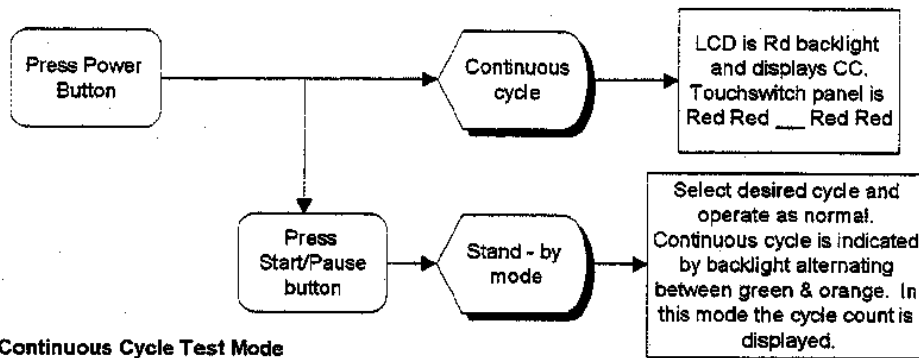 Press Power
Button
Continuous
cycle
LCD is Rd backlight
and displays CC.
Touchswitch panel is
Red Red __ Red Red
Press
Start/Pause
button
Stand - by
mode
Select desired cycle and
operate as normal.
Continuous cycle is indicated
by backlight alternating
between green & orange. In
this mode the cycle count is
displayed.
Continuous Cycle Test Mode